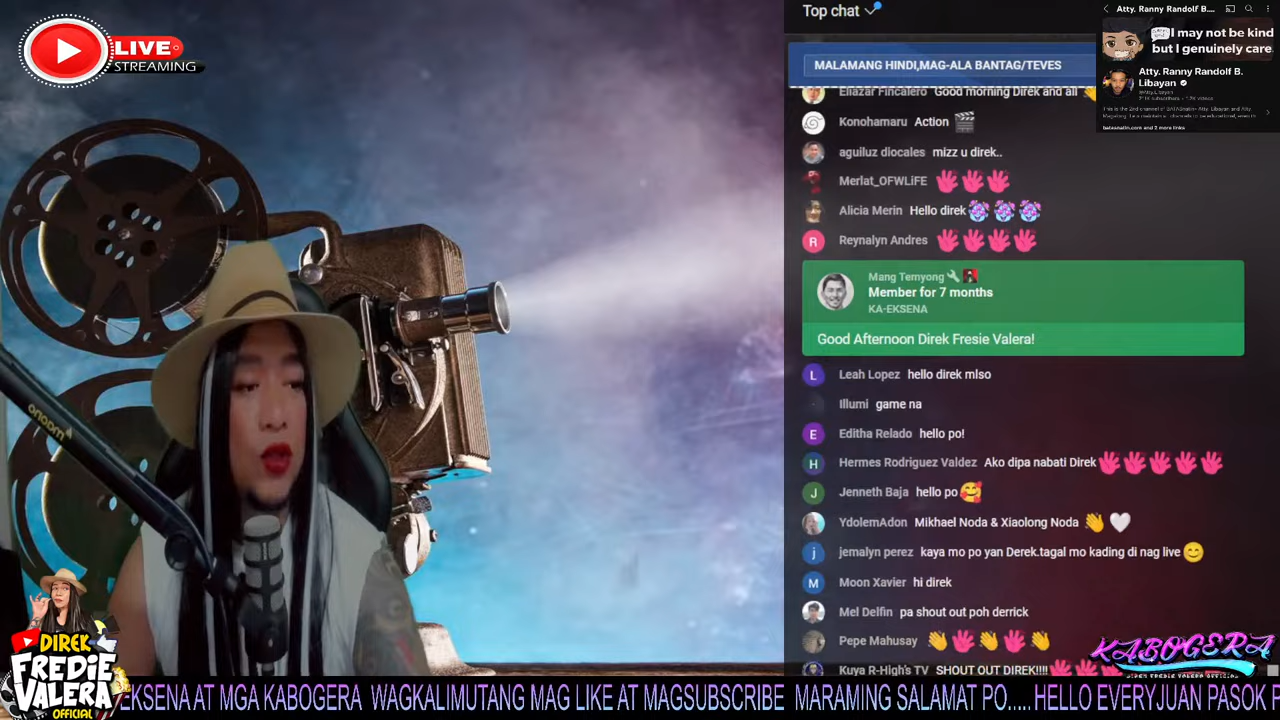 LIVE
STREAMING
Top chat
MALAMANG HINDI,MAG-ALA BANTAG/TEVES
Eliazar Fincalero Good morning Direk and all
Konohamaru Action
aguiluz diocales mizz u direk..
Merlat_OFWLiFE
Alicia Merin Hello direk
R Reynalyn Andres
Mang Temyong
Member for 7 months
KA-EKSENA
Good Afternoon Direk Fresie Valera!
L Leah Lopez hello direk mlso
Illumi game na
E Editha Relado hello po!
H Hermes Rodriguez Valdez Ako dipa nabati Direk
J Jenneth Baja hello po
YdolemAdon Mikhael Noda & Xiaolong Noda
j jemalyn perez kaya mo po yan Derek.tagal mo kading di nag live
M Moon Xavier hi direk
Mel Delfin pa shout out poh derrick
Pepe Mahusay
Kuya R-High's TV SHOUT OUT DIREK!!!!
Atty. Ranny Randolf B....
I may not be kind
but I genuinely care
Atty. Ranny Randolf B.
Libayan
maono
DIREK
FREDIE
VALERA
OFFICIAL
KABOGERA
DIREK FREDIE VALERA OFFICIAL
EKSENA AT MGA KABOGERA WAGKALIMUTANG MAG LIKE AT MAGSUBSCRIBE MARAMING SALAMAT PO..... HELLO EVERYJUAN PASOK